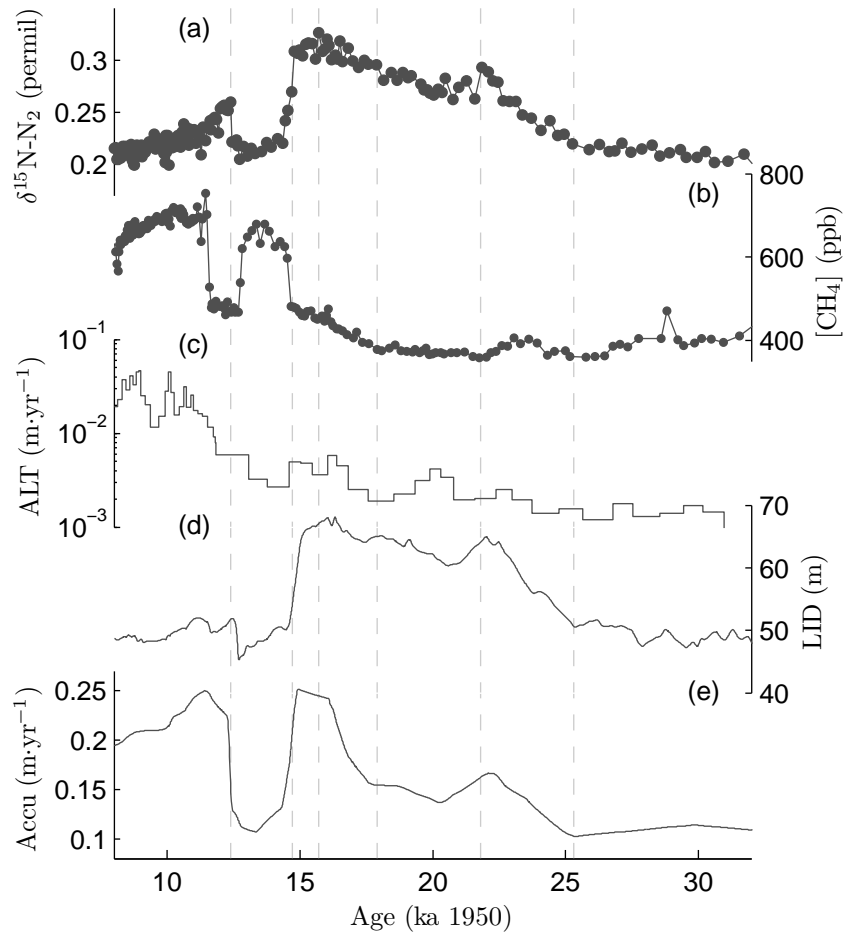 (a)
δ¹⁵N-N₂ (permil)
0.3
0.25
0.2
(b)
[CH₄] (ppb)
800
600
400
(c)
ALT (m·yr⁻¹)
10⁻¹
10⁻²
10⁻³
(d)
LID (m)
70
60
50
40
(e)
Accu (m·yr⁻¹)
0.25
0.2
0.15
0.1
10 15 20 25 30
Age (ka 1950)